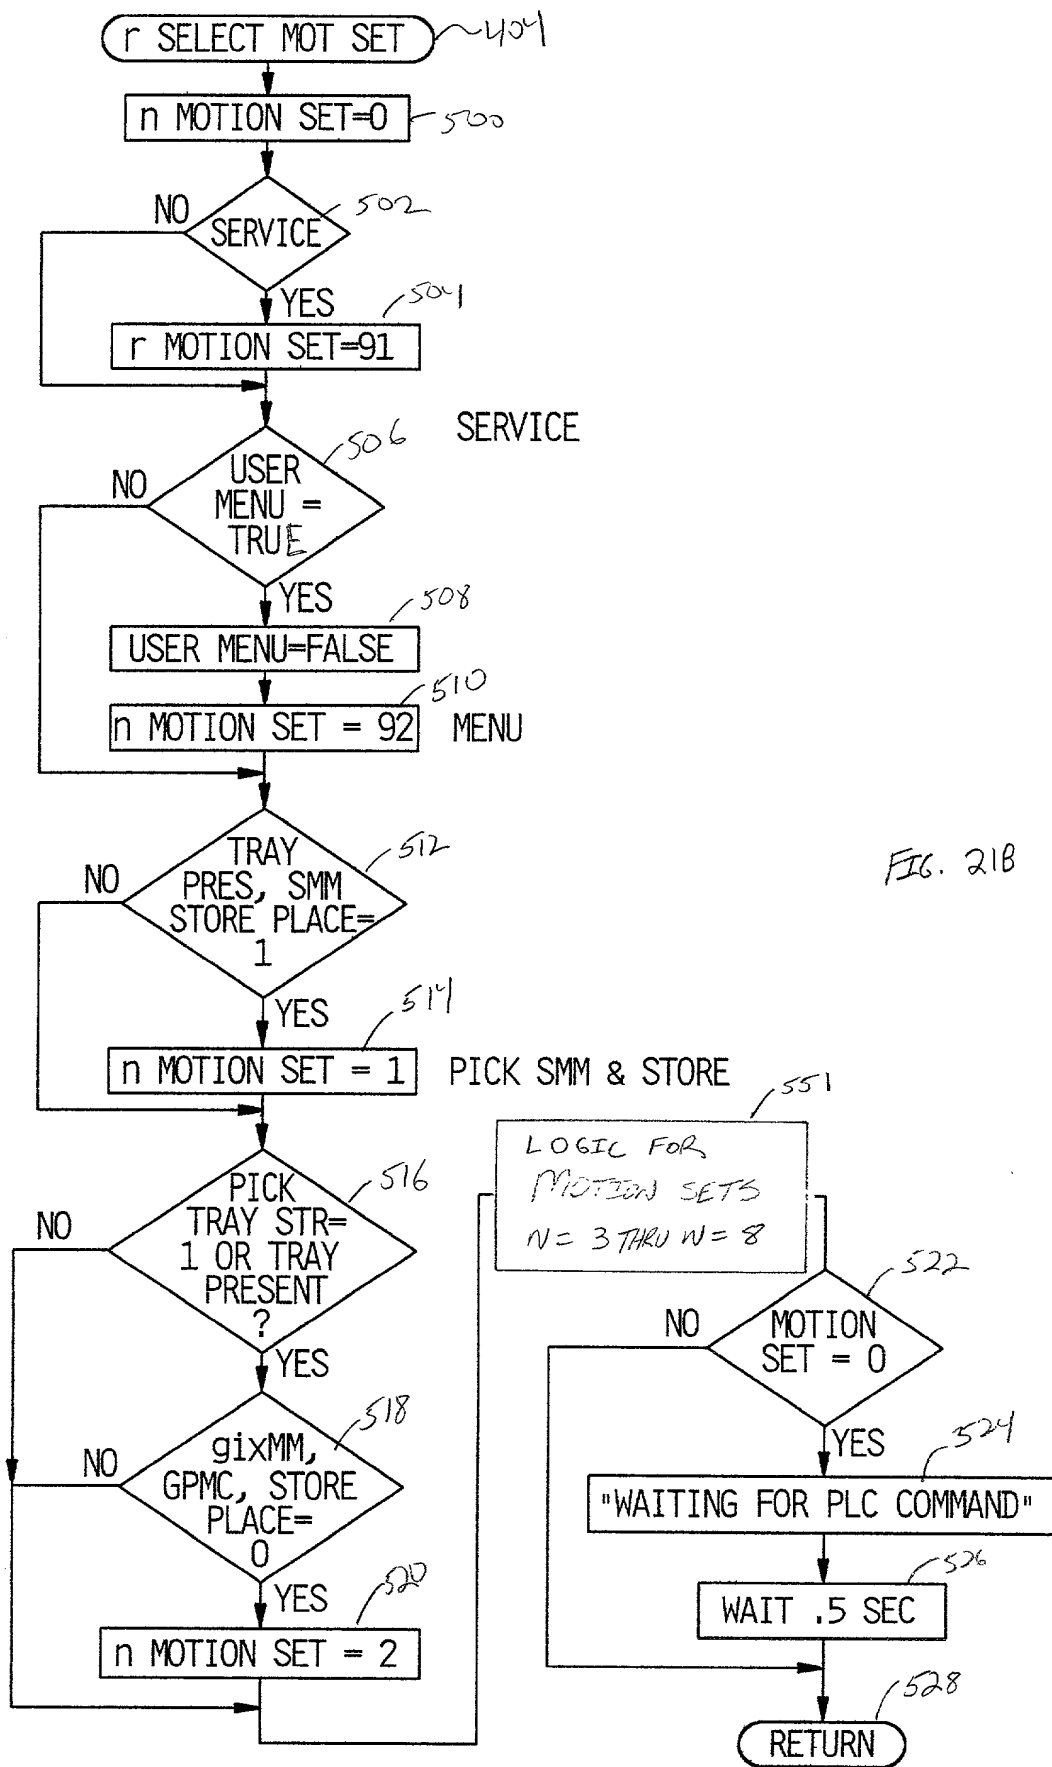 r SELECT MOT SET
404
n MOTION SET=0
500
502
NO
SERVICE
YES
504
r MOTION SET=91
SERVICE
506
USER
MENU =
TRUE
NO
YES
508
USER MENU=FALSE
510
n MOTION SET = 92
MENU
512
TRAY
PRES, SMM
STORE PLACE=
1
NO
FIG. 21B
YES
514
n MOTION SET = 1
PICK SMM & STORE
516
PICK
TRAY STR=
1 OR TRAY
PRESENT
?
NO
YES
518
gixMM,
GPMC, STORE
PLACE=
0
NO
YES
520
n MOTION SET = 2
551
LOGIC FOR
MOTION SETS
N = 3 THRU N = 8
522
MOTION
SET = 0
NO
YES
524
"WAITING FOR PLC COMMAND"
526
WAIT .5 SEC
528
RETURN